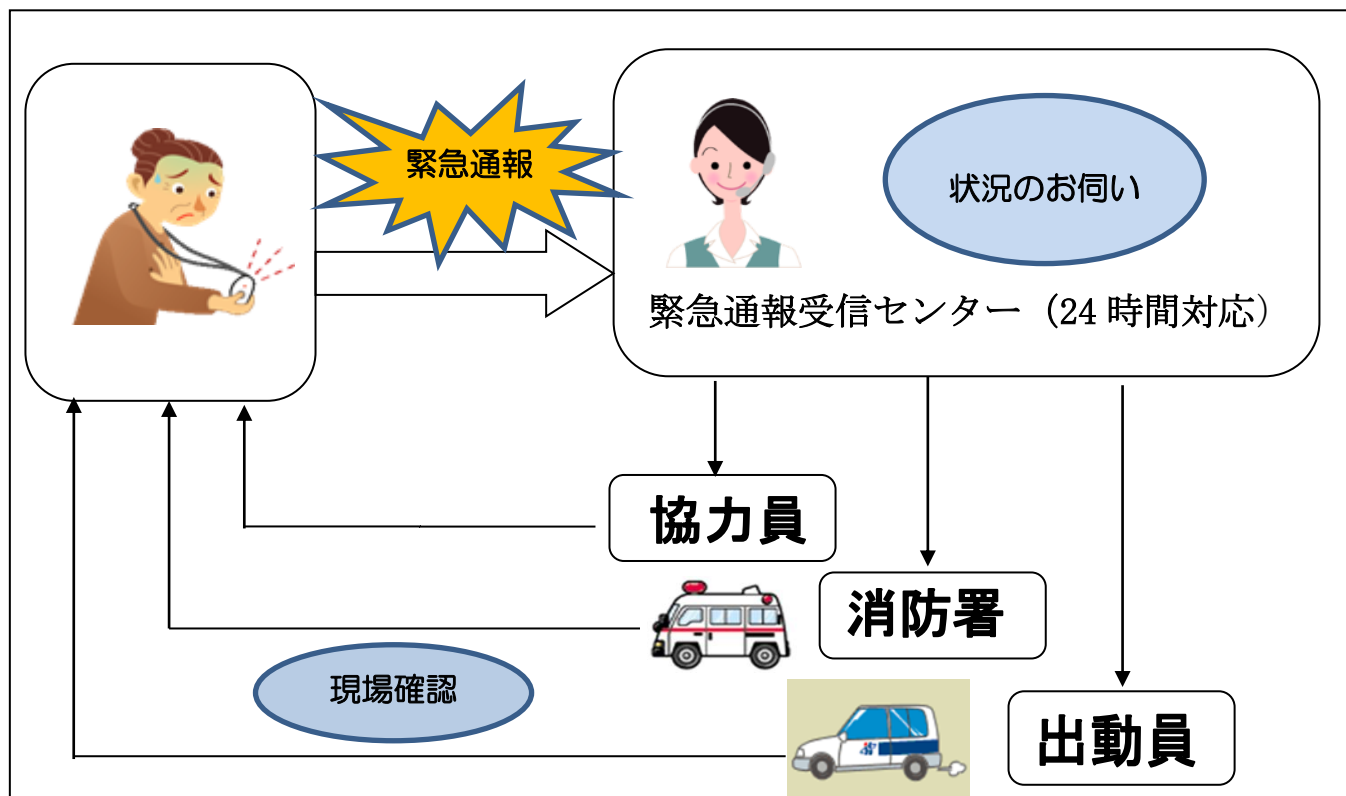 緊急通報
状況のお伺い
緊急通報受信センター（24 時間対応）
協力員
消防署
現場確認
出動員